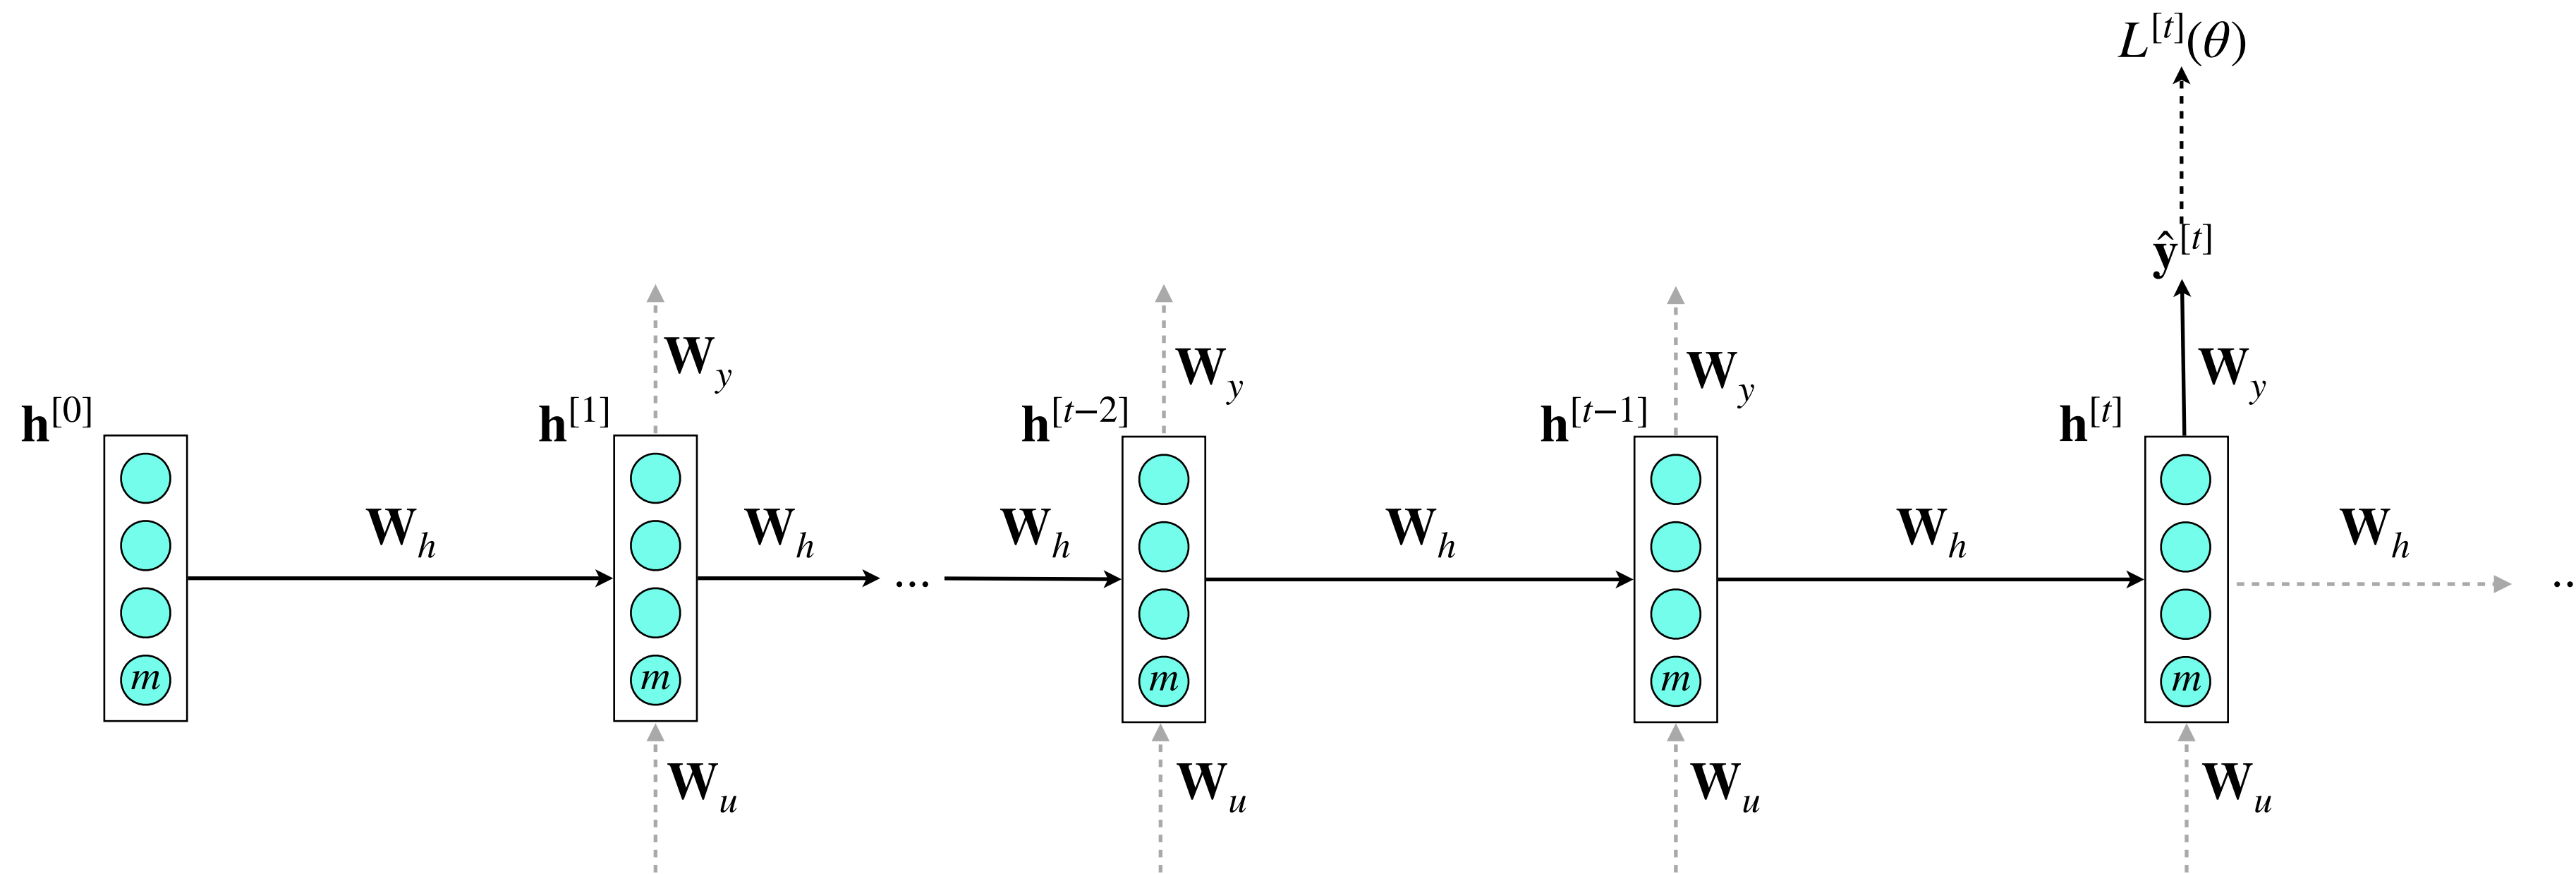 L^{[t]}(θ)
ŷ^{[t]}
W_y W_y W_y W_y
h^{[0]} h^{[1]} h^{[t−2]} h^{[t−1]} h^{[t]}
W_h W_h W_h W_h W_h W_h
... ..
m m m m m
W_u W_u W_u W_u